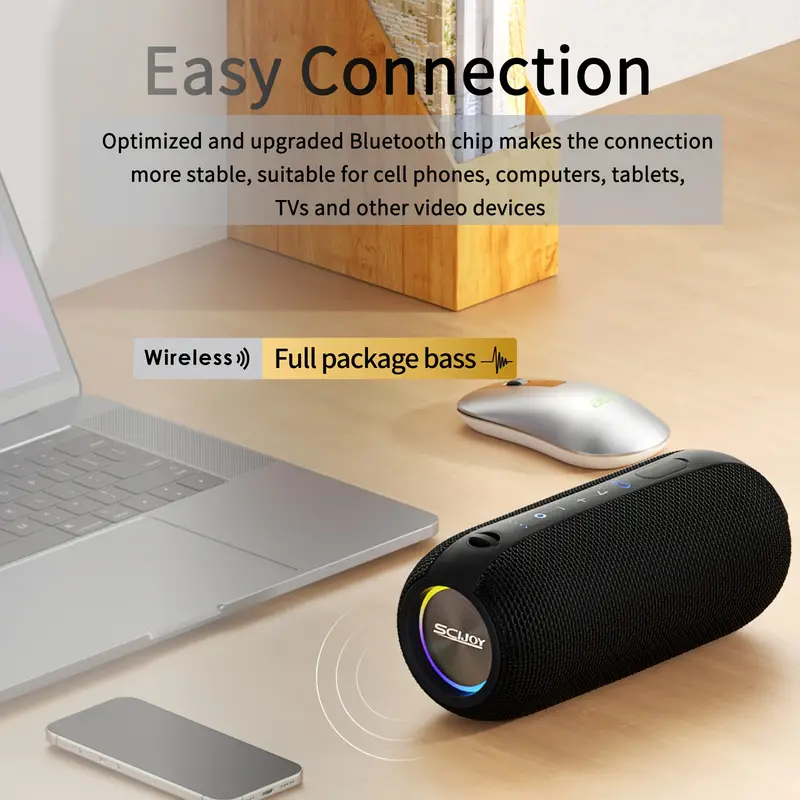 Easy Connection
Optimized and upgraded Bluetooth chip makes the connection
more stable, suitable for cell phones, computers, tablets,
TVs and other video devices
Wireless
Full package bass
SCIJOY